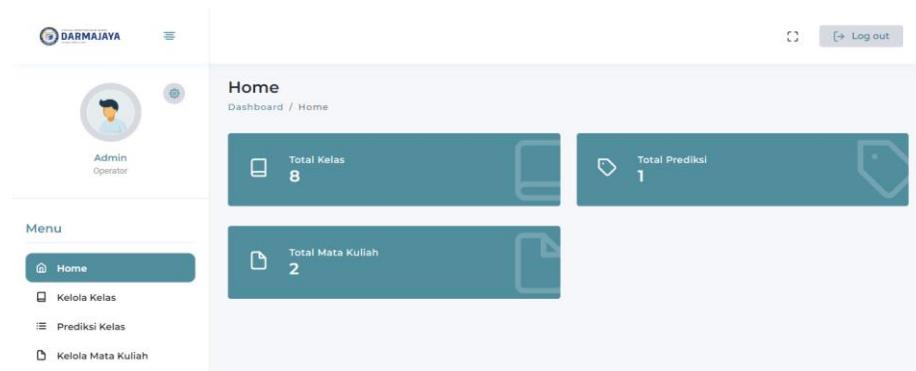 DARMAJAYA
Log out
Admin
Operator
Menu
Home
Kelola Kelas
Prediksi Kelas
Kelola Mata Kuliah
Home
Dashboard / Home
Total Kelas
8
Total Prediksi
1
Total Mata Kuliah
2